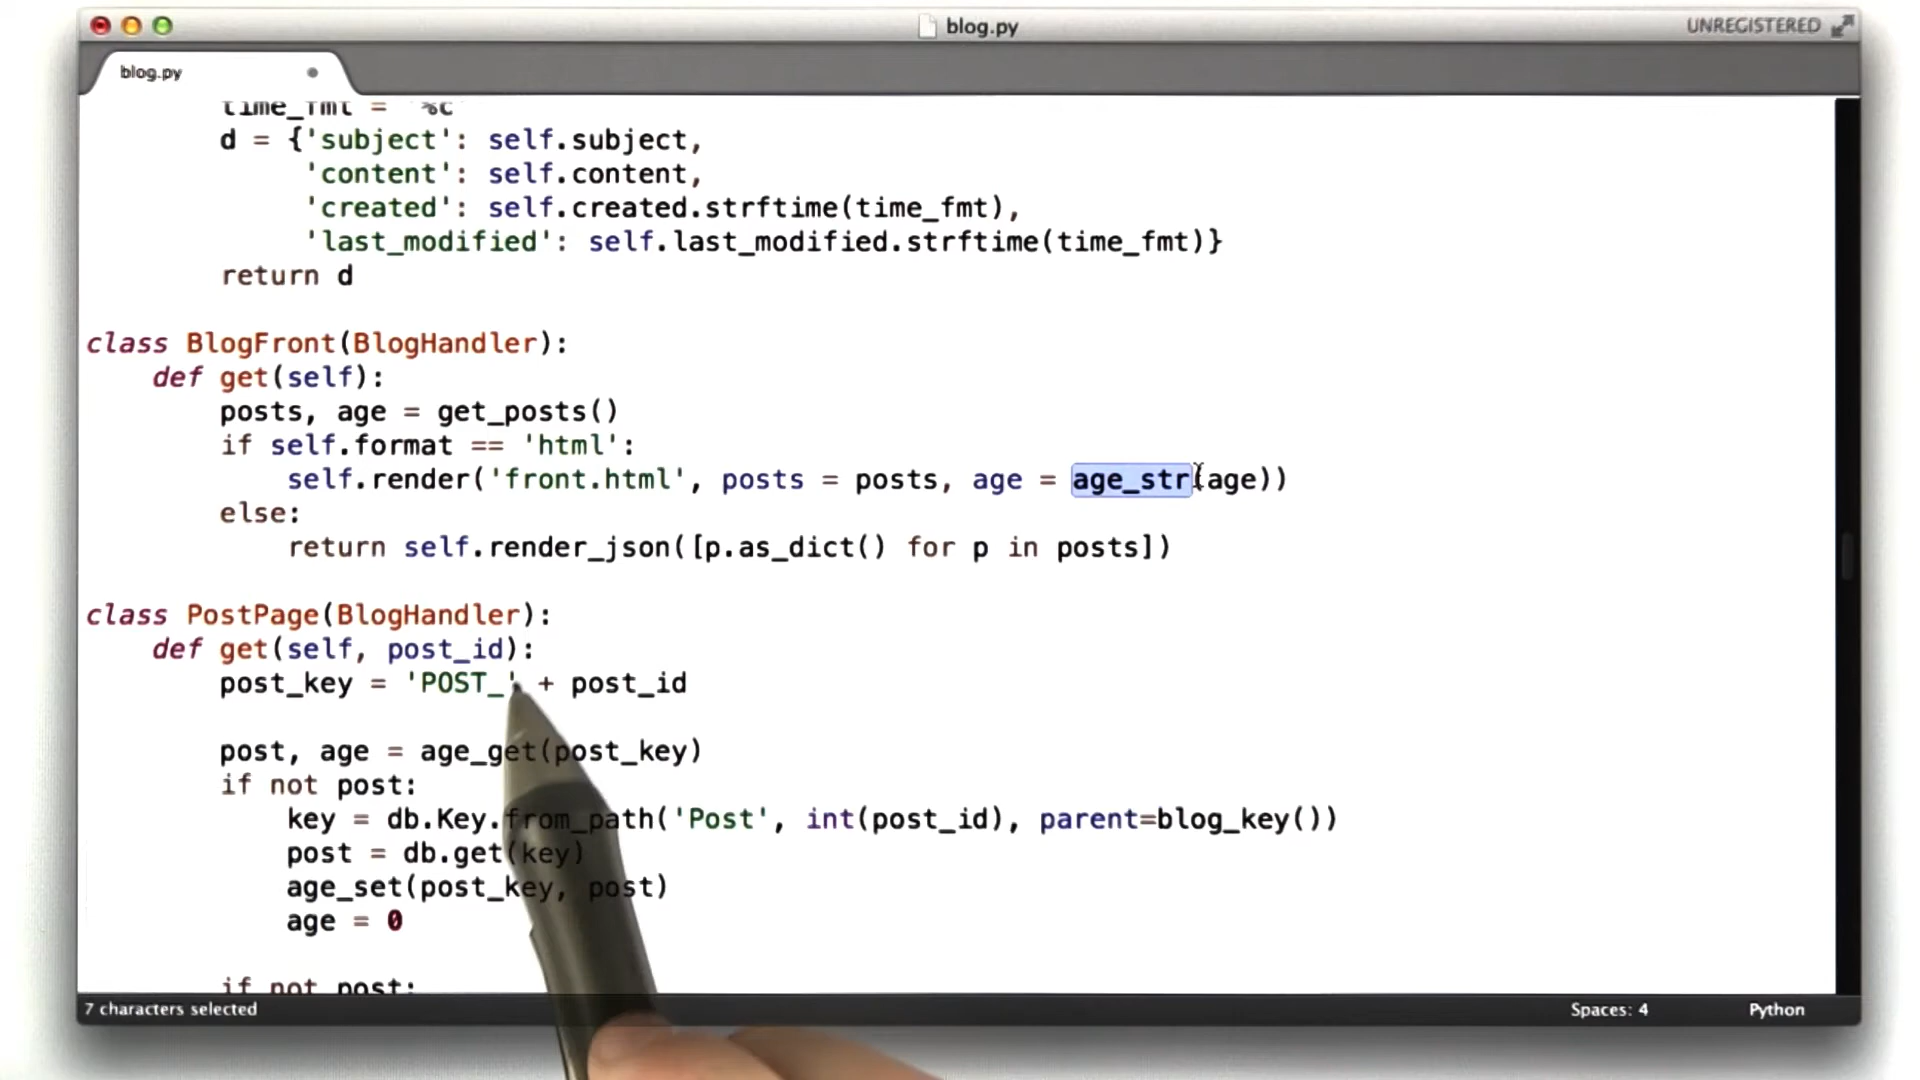 blog.py
UNREGISTERED
blog.py
time_fmt = '%c'
d = {'subject': self.subject,
'content': self.content,
'created': self.created.strftime(time_fmt),
'last_modified': self.last_modified.strftime(time_fmt)}
return d
class BlogFront(BlogHandler):
def get(self):
posts, age = get_posts()
if self.format == 'html':
self.render('front.html', posts = posts, age = age_str(age))
else:
return self.render_json([p.as_dict() for p in posts])
class PostPage(BlogHandler):
def get(self, post_id):
post_key = 'POST_' + post_id
post, age = age_get(post_key)
if not post:
key = db.Key.from_path('Post', int(post_id), parent=blog_key())
post = db.get(key)
age_set(post_key, post)
age = 0
if not post:
7 characters selected
Spaces: 4
Python